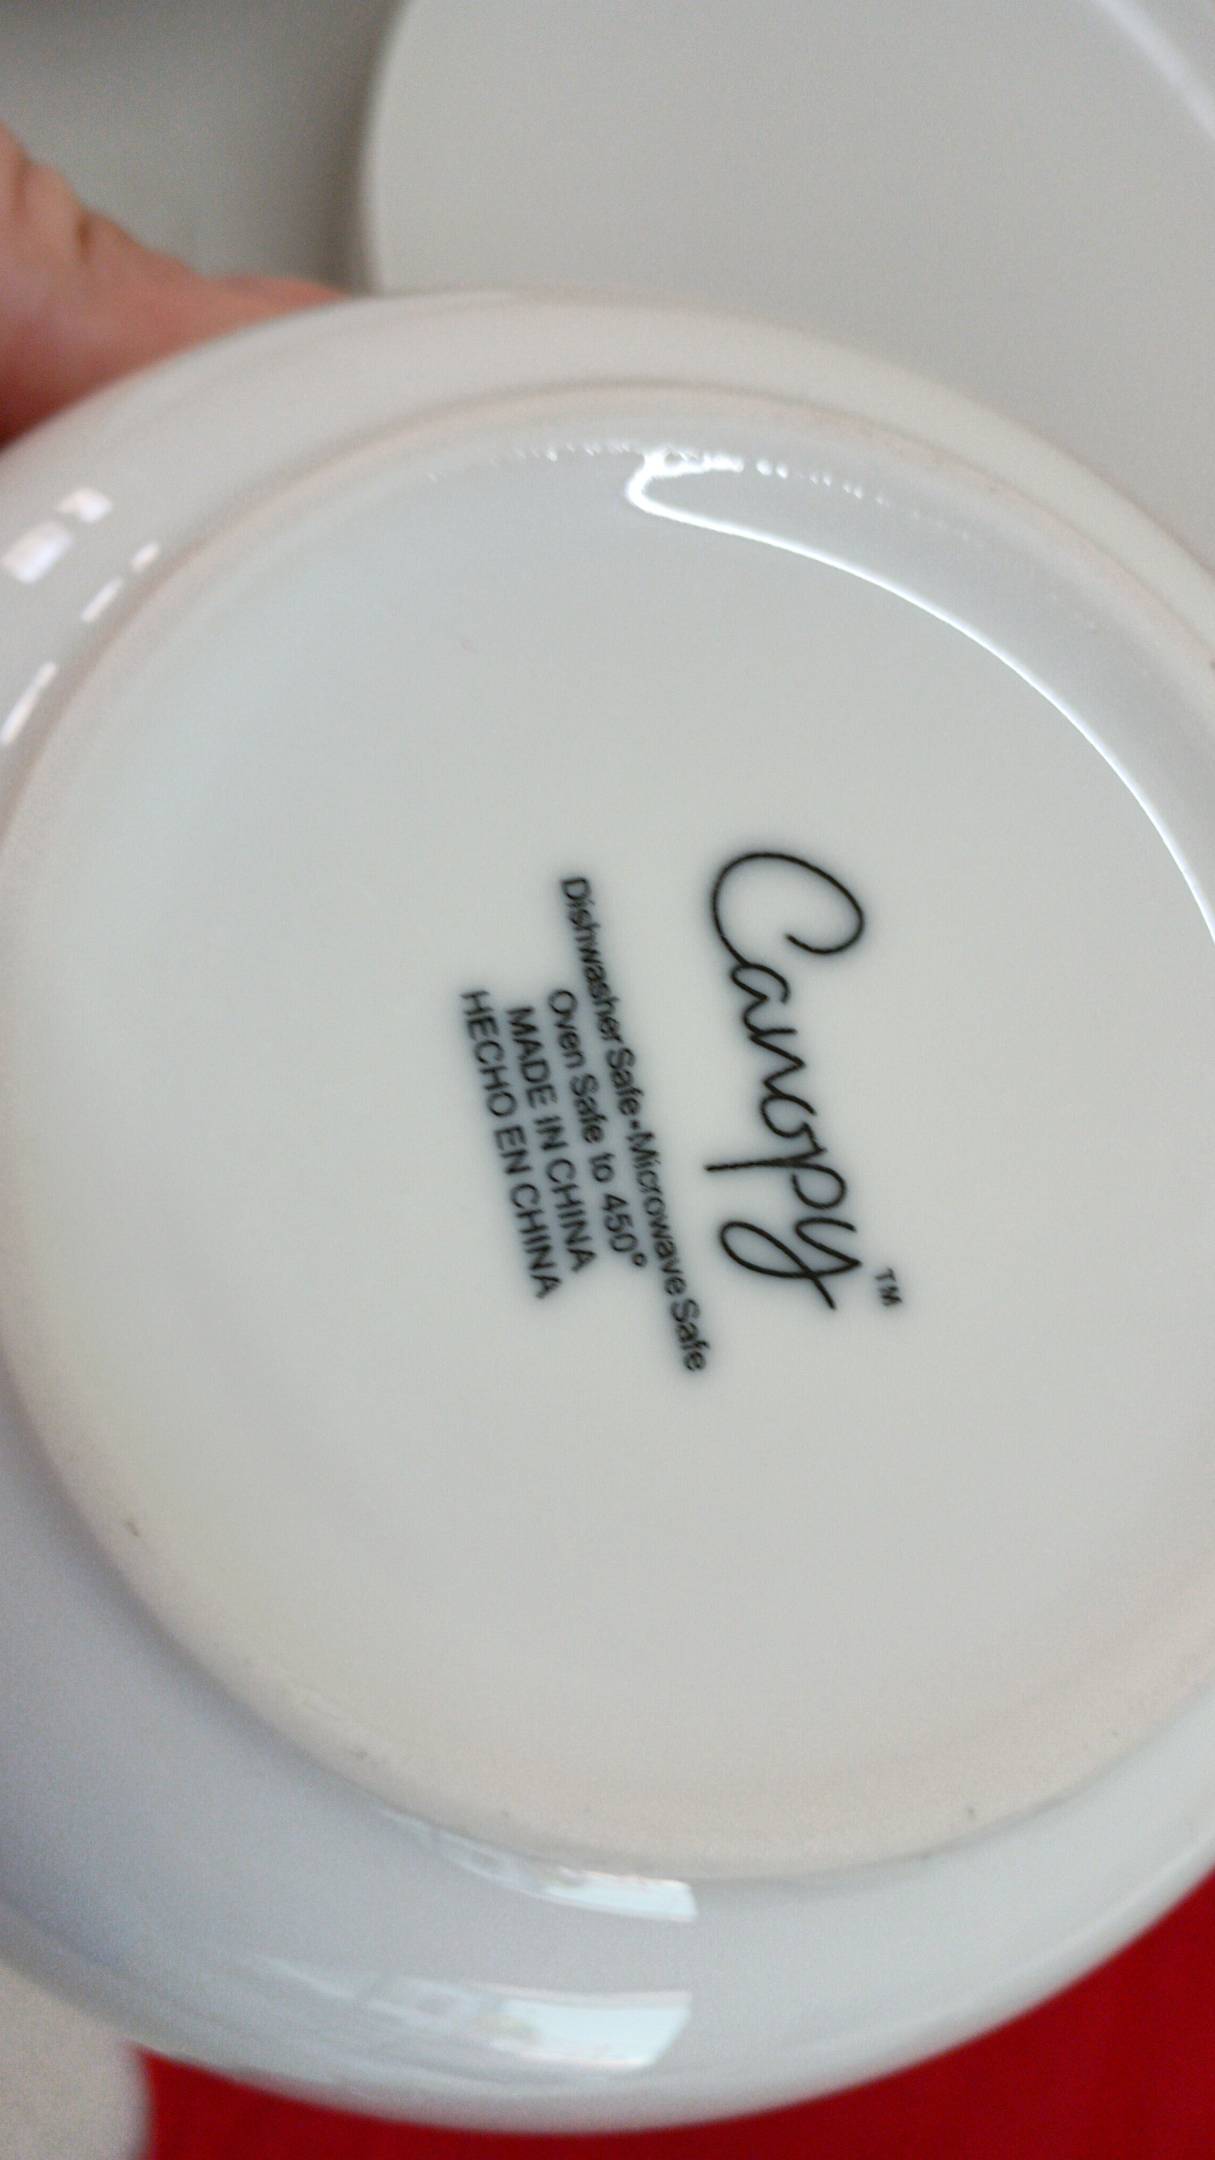 Canopy™
Dishwasher Safe•Microwave Safe
Oven Safe to 450°
MADE IN CHINA
HECHO EN CHINA